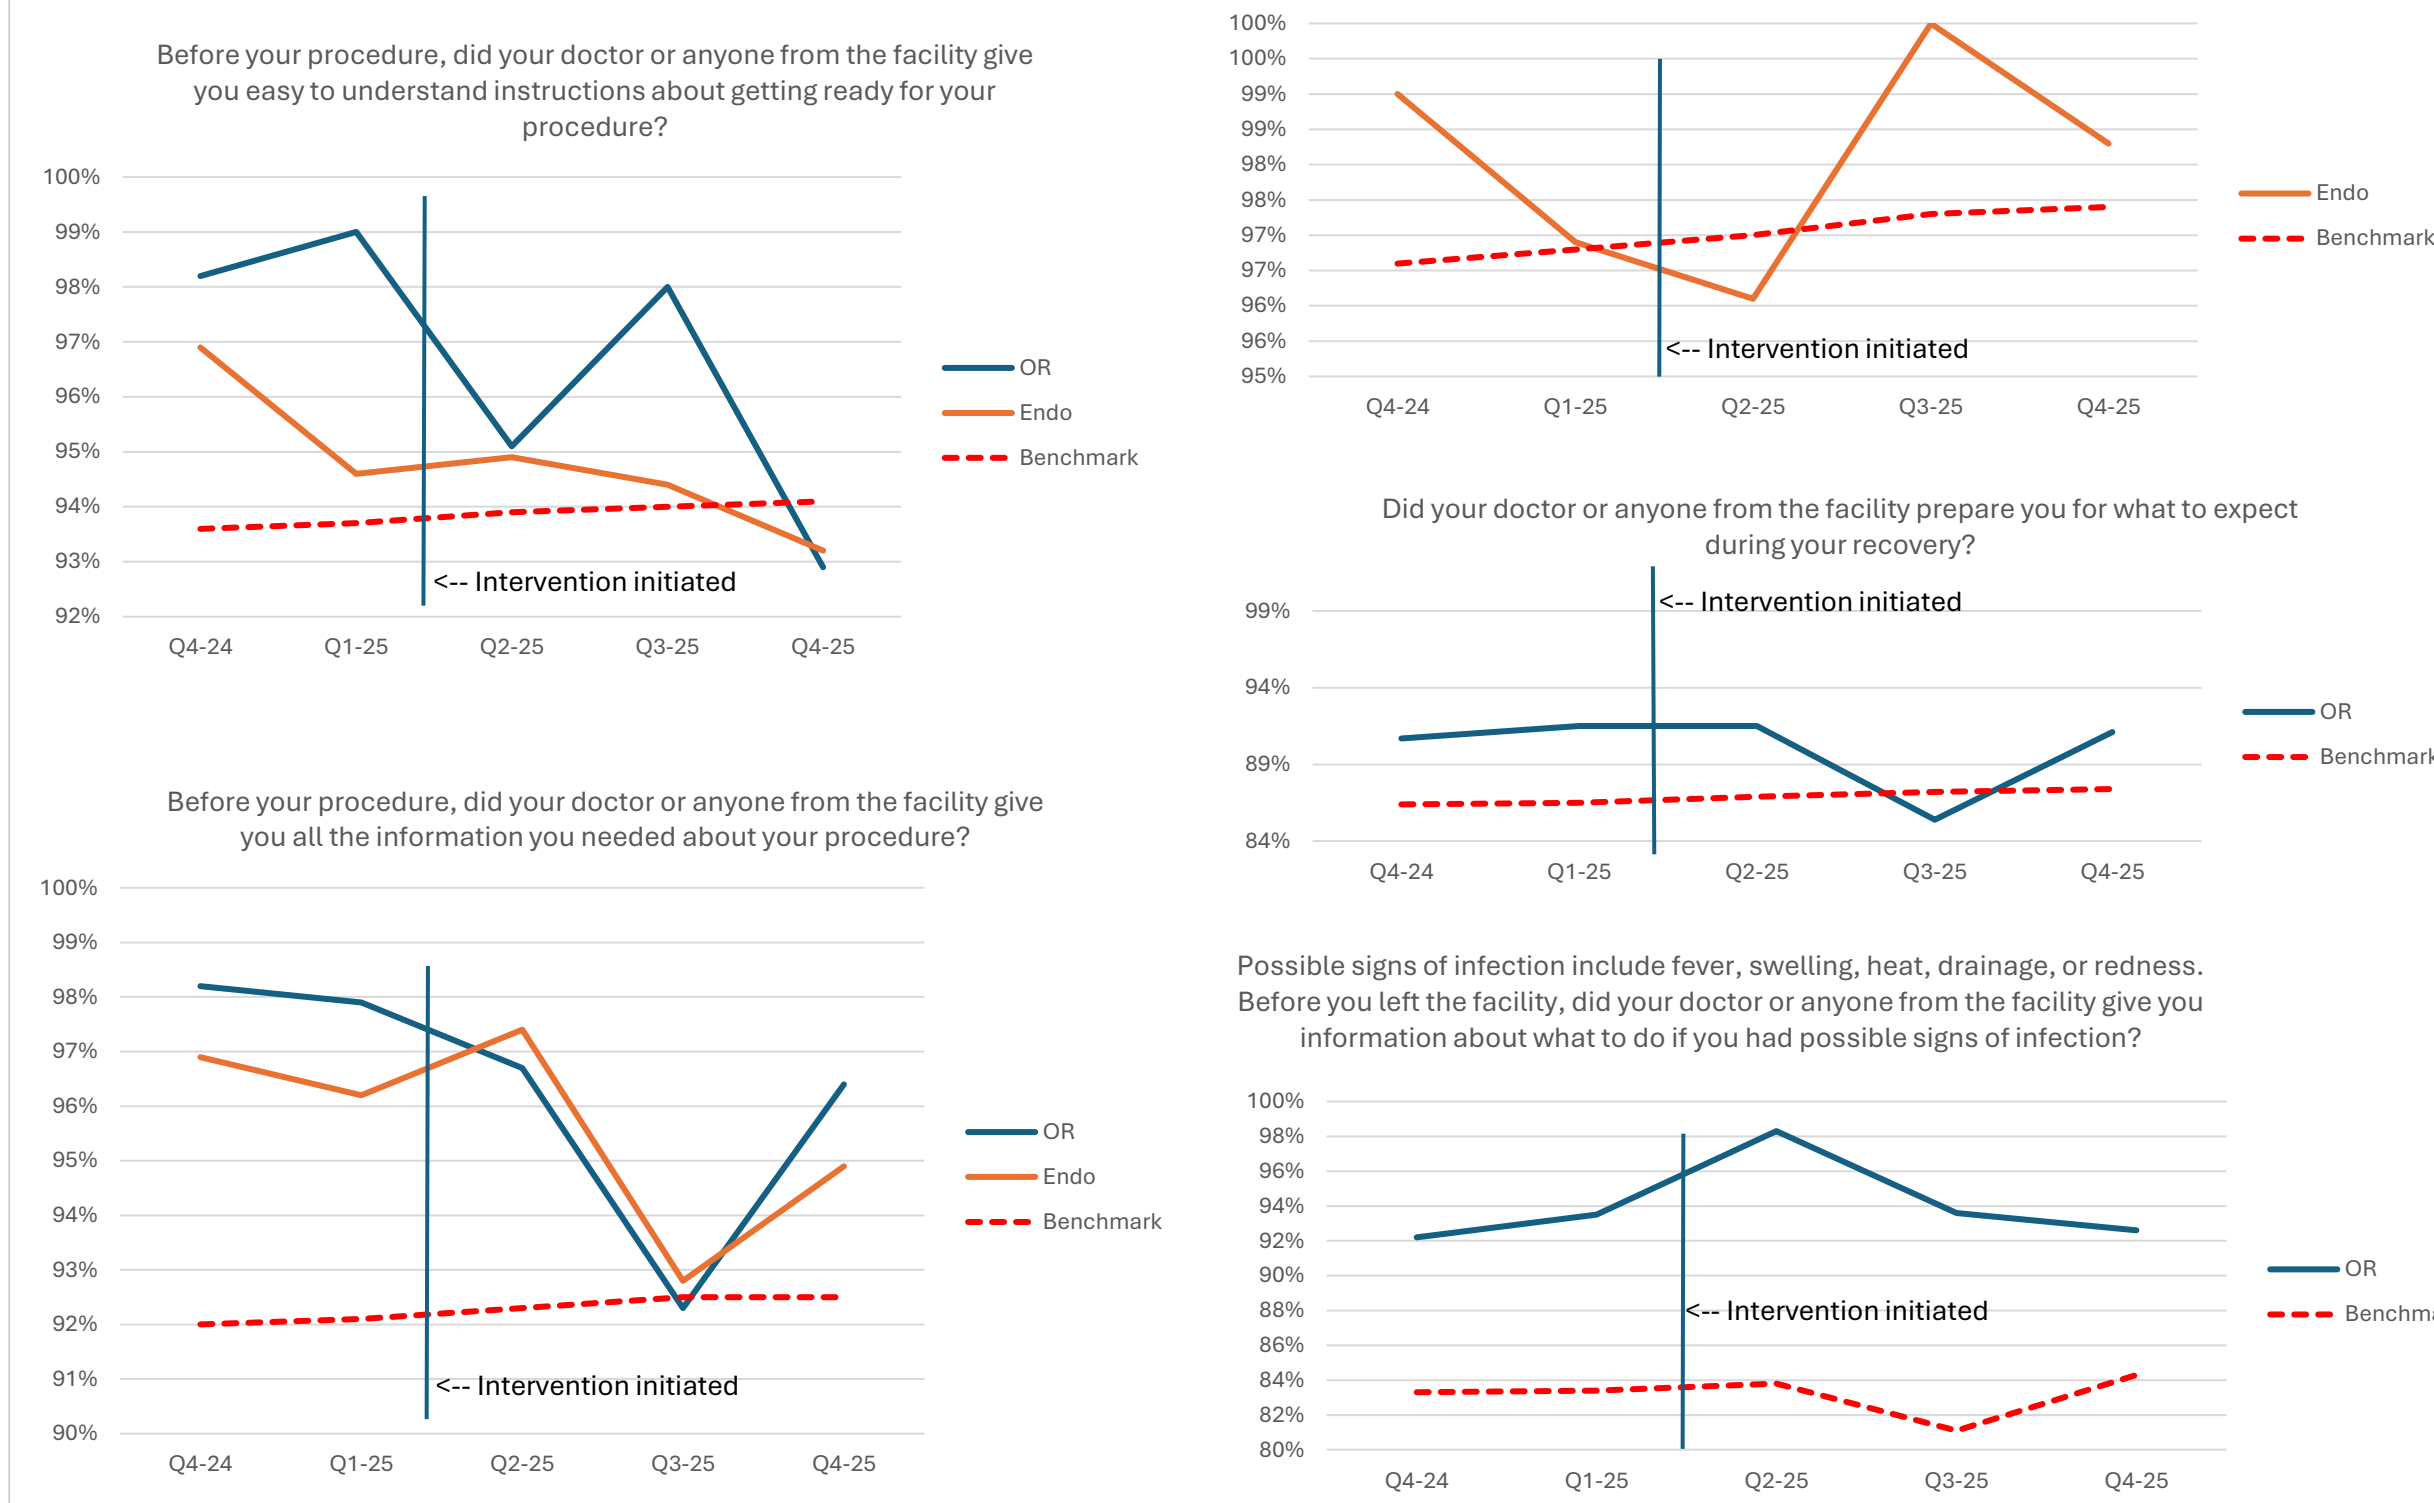 Before your procedure, did your doctor or anyone from the facility give
you easy to understand instructions about getting ready for your
procedure?
100%
99%
98%
97%
96%
95%
94%
93%
92%
<-- Intervention initiated
Q4-24 Q1-25 Q2-25 Q3-25 Q4-25
OR
Endo
Benchmark
Before your procedure, did your doctor or anyone from the facility give
you all the information you needed about your procedure?
100%
99%
98%
97%
96%
95%
94%
93%
92%
91%
90%
<-- Intervention initiated
Q4-24 Q1-25 Q2-25 Q3-25 Q4-25
OR
Endo
Benchmark
100%
100%
99%
99%
98%
98%
97%
97%
96%
96%
95%
<-- Intervention initiated
Q4-24 Q1-25 Q2-25 Q3-25 Q4-25
Endo
Benchmark
Did your doctor or anyone from the facility prepare you for what to expect
during your recovery?
<-- Intervention initiated
99%
94%
89%
84%
Q4-24 Q1-25 Q2-25 Q3-25 Q4-25
OR
Benchmark
Possible signs of infection include fever, swelling, heat, drainage, or redness.
Before you left the facility, did your doctor or anyone from the facility give you
information about what to do if you had possible signs of infection?
100%
98%
96%
94%
92%
90%
88%
86%
84%
82%
80%
<-- Intervention initiated
Q4-24 Q1-25 Q2-25 Q3-25 Q4-25
OR
Benchma